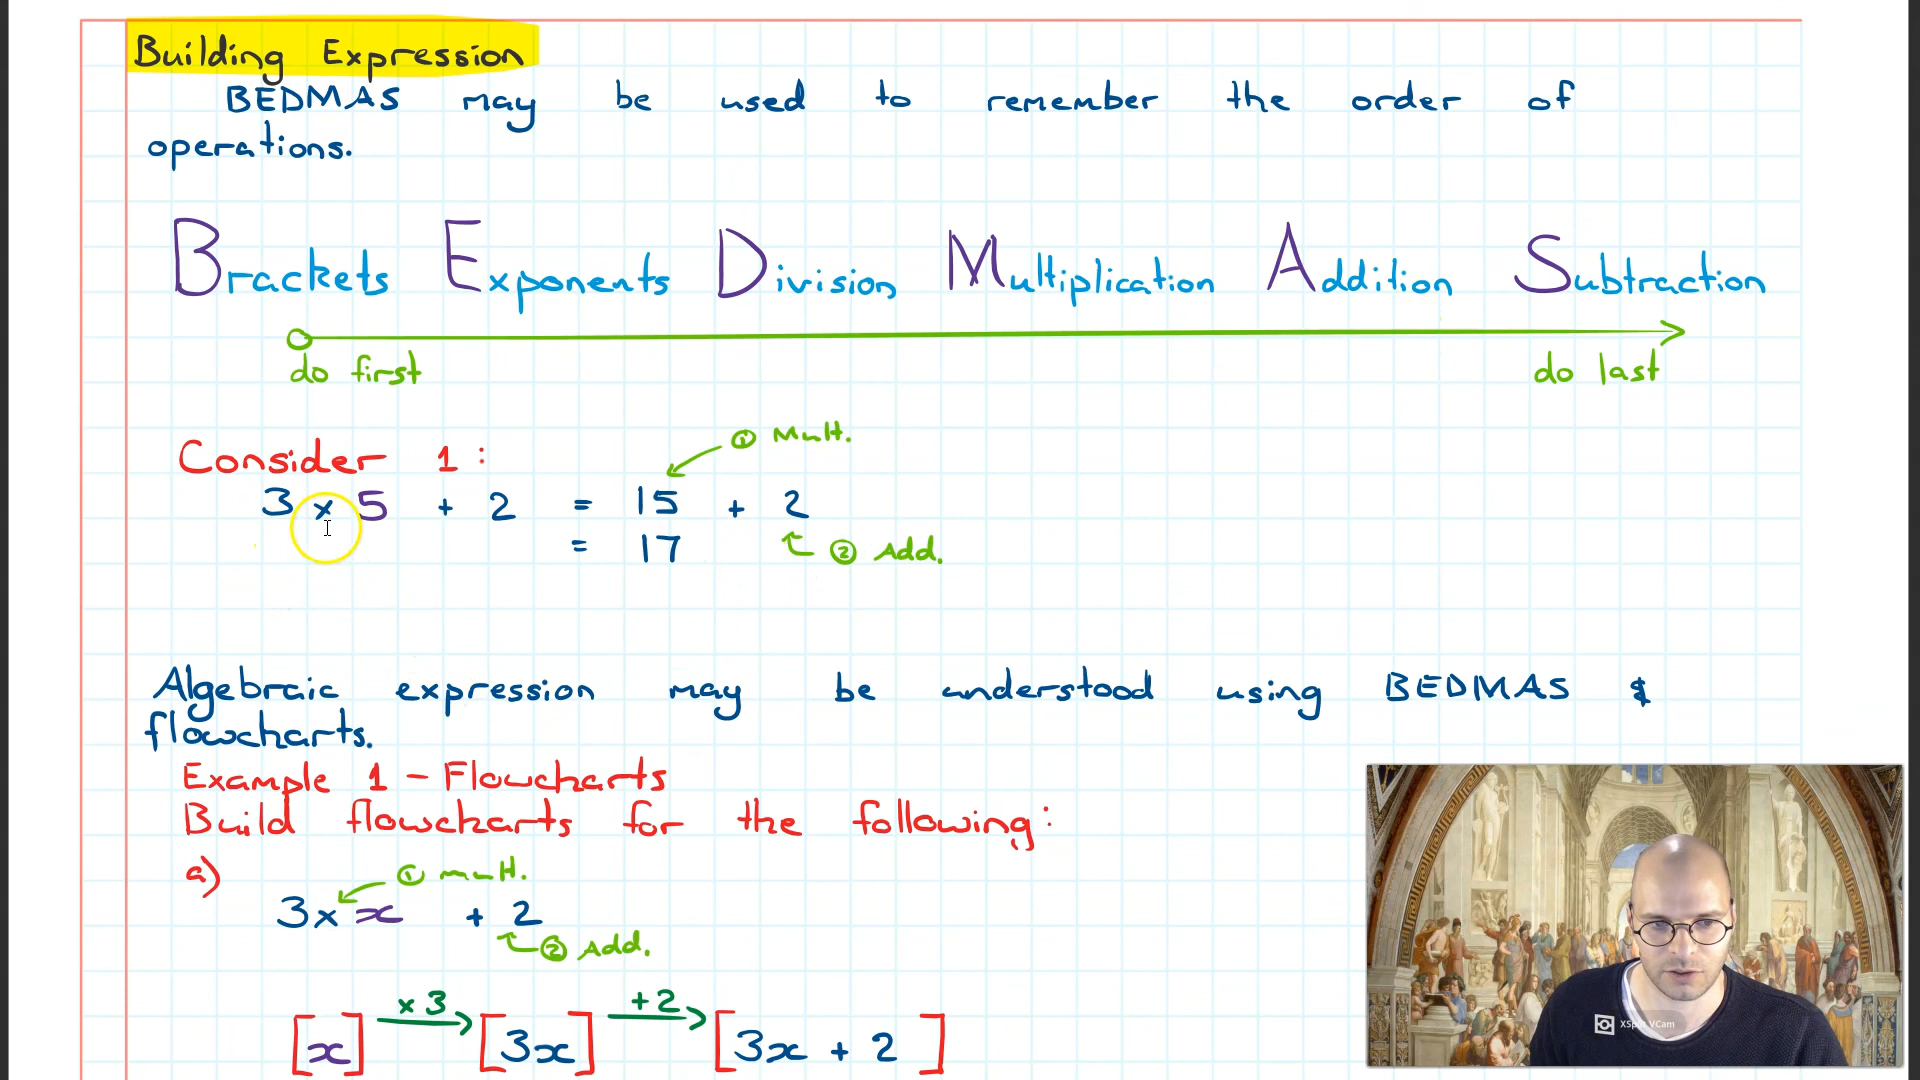 Building Expression
BEDMAS may be used to remember the order of
operations.
Brackets Exponents Division Multiplication Addition Subtraction
do first do last
① Mult.
Consider 1:
3 × 5 + 2 = 15 + 2
= 17 ② Add.
Algebraic expression may be understood using BEDMAS &
flowcharts.
Example 1 - Flowcharts
Build flowcharts for the following:
a) ① mult.
3 × x + 2
② Add.
×3 +2
[x] [3x] [3x + 2]
XSplit VCam